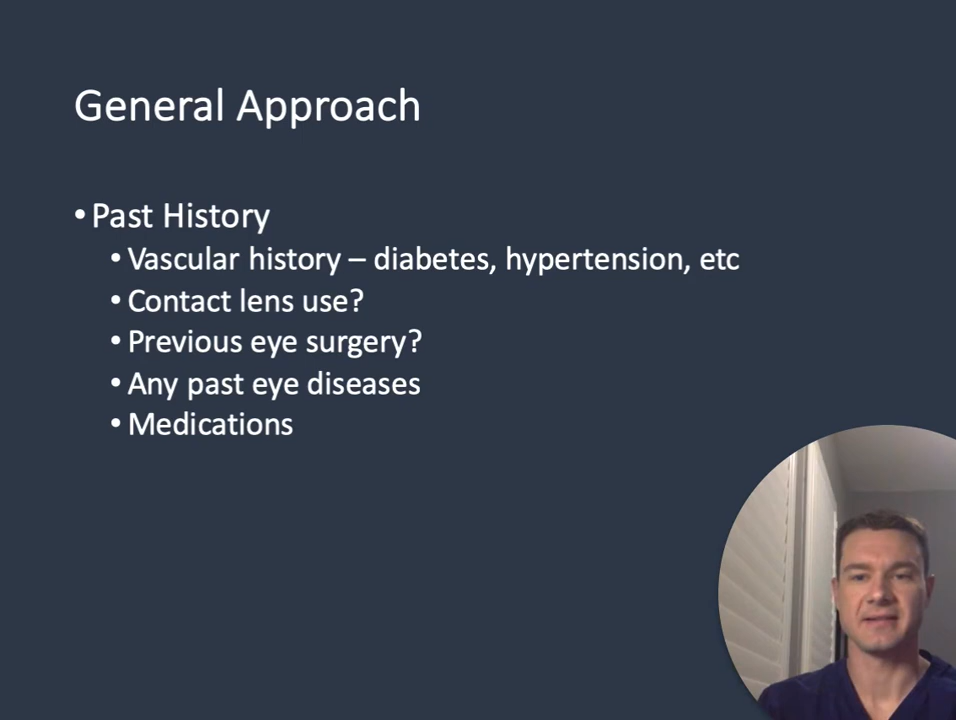 General Approach
• Past History
• Vascular history – diabetes, hypertension, etc
• Contact lens use?
• Previous eye surgery?
• Any past eye diseases
• Medications